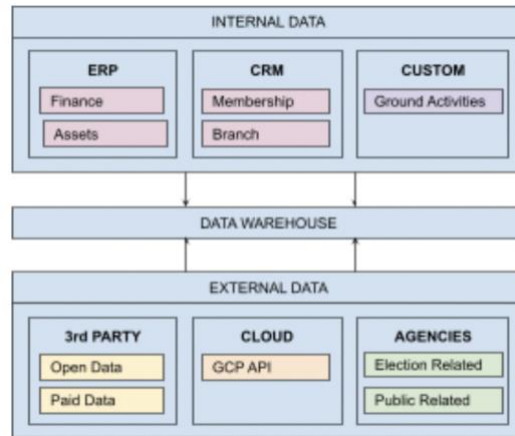 INTERNAL DATA
ERP
CRM
CUSTOM
Finance
Membership
Ground Activities
Assets
Branch
DATA WAREHOUSE
EXTERNAL DATA
3rd PARTY
CLOUD
AGENCIES
Open Data
GCP API
Election Related
Paid Data
Public Related